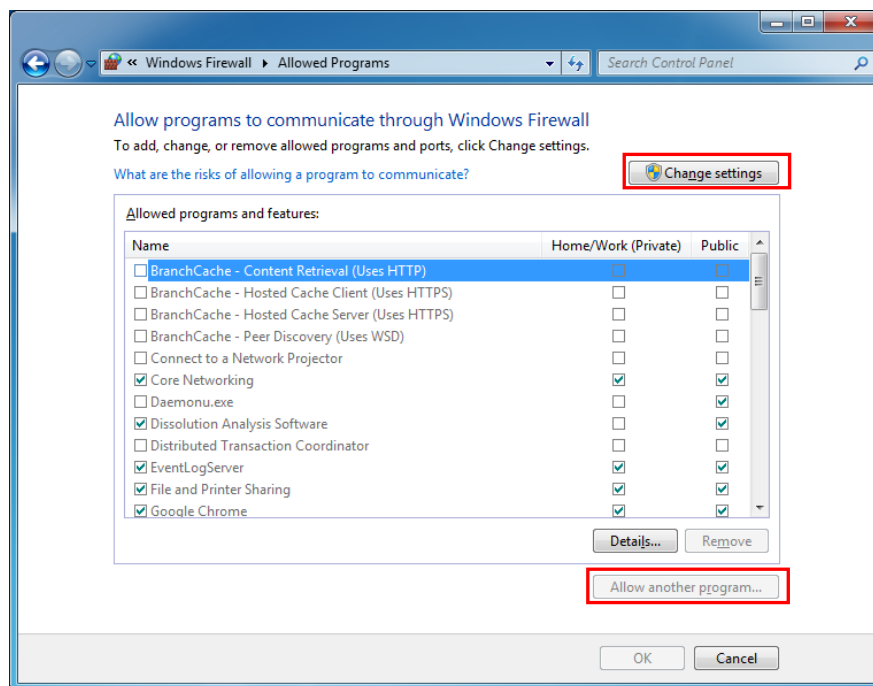 « Windows Firewall Allowed Programs
Search Control Panel
Allow programs to communicate through Windows Firewall
To add, change, or remove allowed programs and ports, click Change settings.
What are the risks of allowing a program to communicate?
Change settings
Allowed programs and features:
Name Home/Work (Private) Public
BranchCache - Content Retrieval (Uses HTTP)
BranchCache - Hosted Cache Client (Uses HTTPS)
BranchCache - Hosted Cache Server (Uses HTTPS)
BranchCache - Peer Discovery (Uses WSD)
Connect to a Network Projector
Core Networking
Daemonu.exe
Dissolution Analysis Software
Distributed Transaction Coordinator
EventLogServer
File and Printer Sharing
Google Chrome
Details... Remove
Allow another program...
OK Cancel